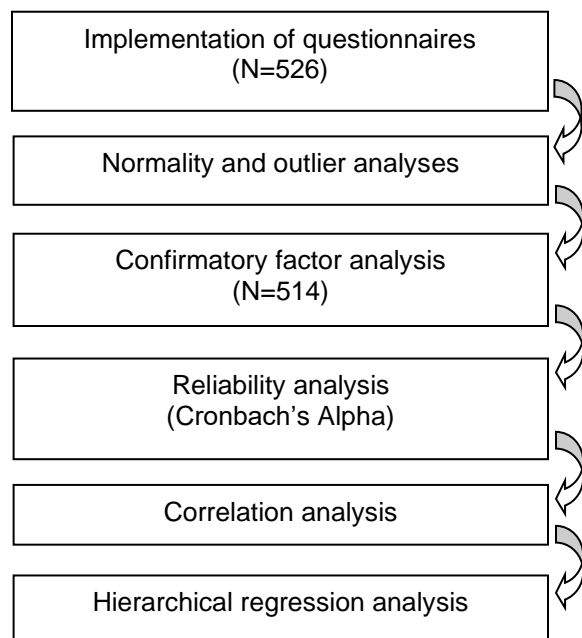 Implementation of questionnaires
(N=526)
Normality and outlier analyses
Confirmatory factor analysis
(N=514)
Reliability analysis
(Cronbach’s Alpha)
Correlation analysis
Hierarchical regression analysis